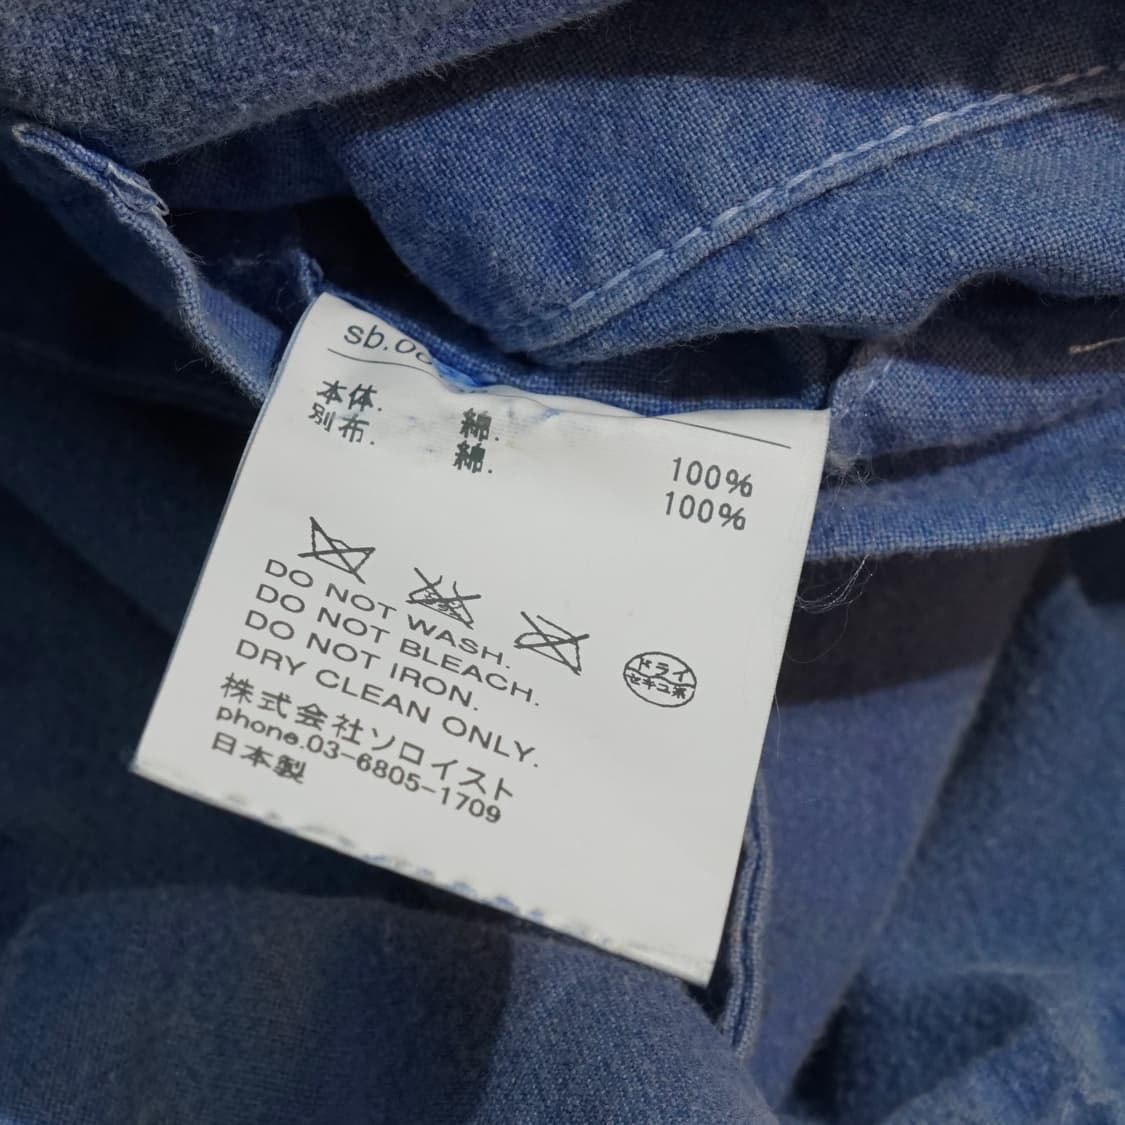 本体. 綿. 100%
別布. 綿. 100%
DO NOT WASH.
DO NOT BLEACH.
DO NOT IRON.
DRY CLEAN ONLY.
ドライ
セキユ系
株式会社ソロイスト
phone.03-6805-1709
日本製